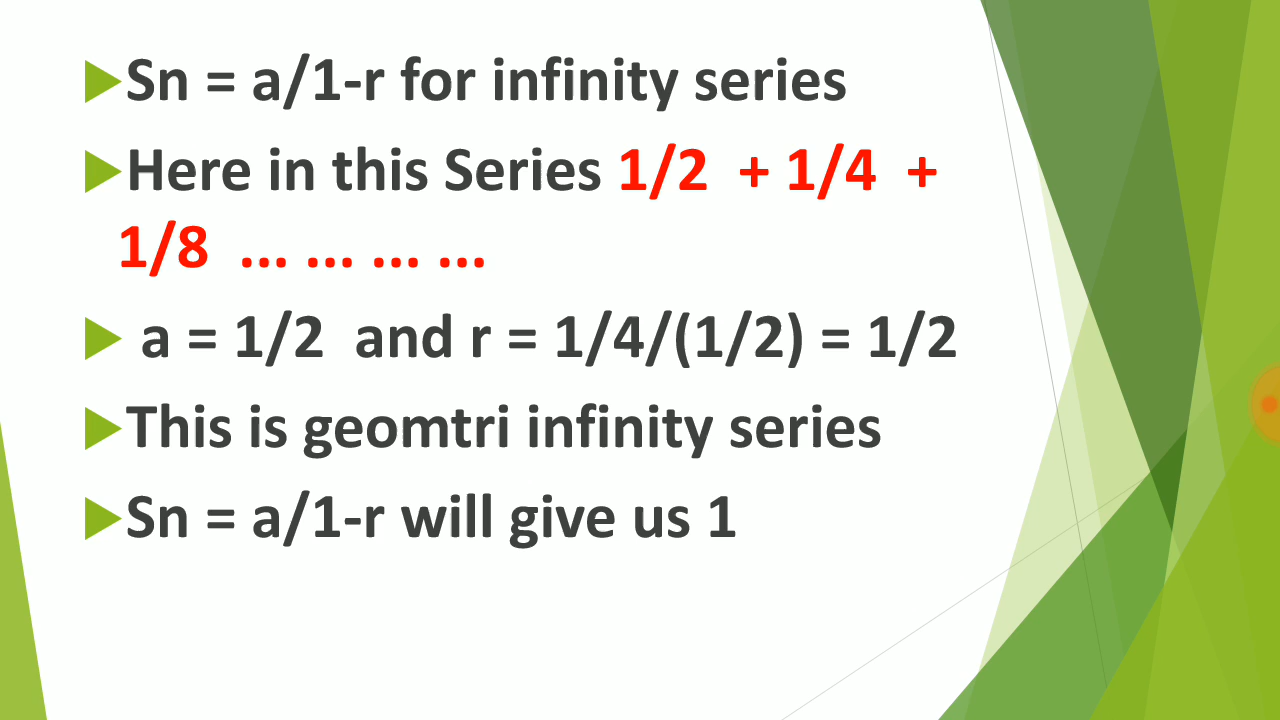 Sn = a/1-r for infinity series
Here in this Series 1/2 + 1/4 +
1/8 ... ... ... ...
a = 1/2 and r = 1/4/(1/2) = 1/2
This is geomtri infinity series
Sn = a/1-r will give us 1